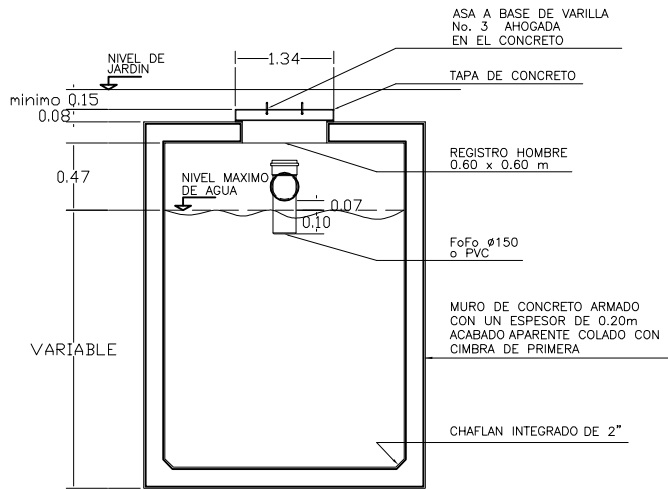 ASA A BASE DE VARILLA
No. 3 AHOGADA
EN EL CONCRETO
NIVEL DE
JARDIN
1.34
TAPA DE CONCRETO
minimo 0.15
0.08
REGISTRO HOMBRE
0.60 x 0.60 m
0.47
NIVEL MAXIMO
DE AGUA
0.07
0.10
FoFo ø150
o PVC
MURO DE CONCRETO ARMADO
CON UN ESPESOR DE 0.20m
ACABADO APARENTE COLADO CON
CIMBRA DE PRIMERA
VARIABLE
CHAFLAN INTEGRADO DE 2”